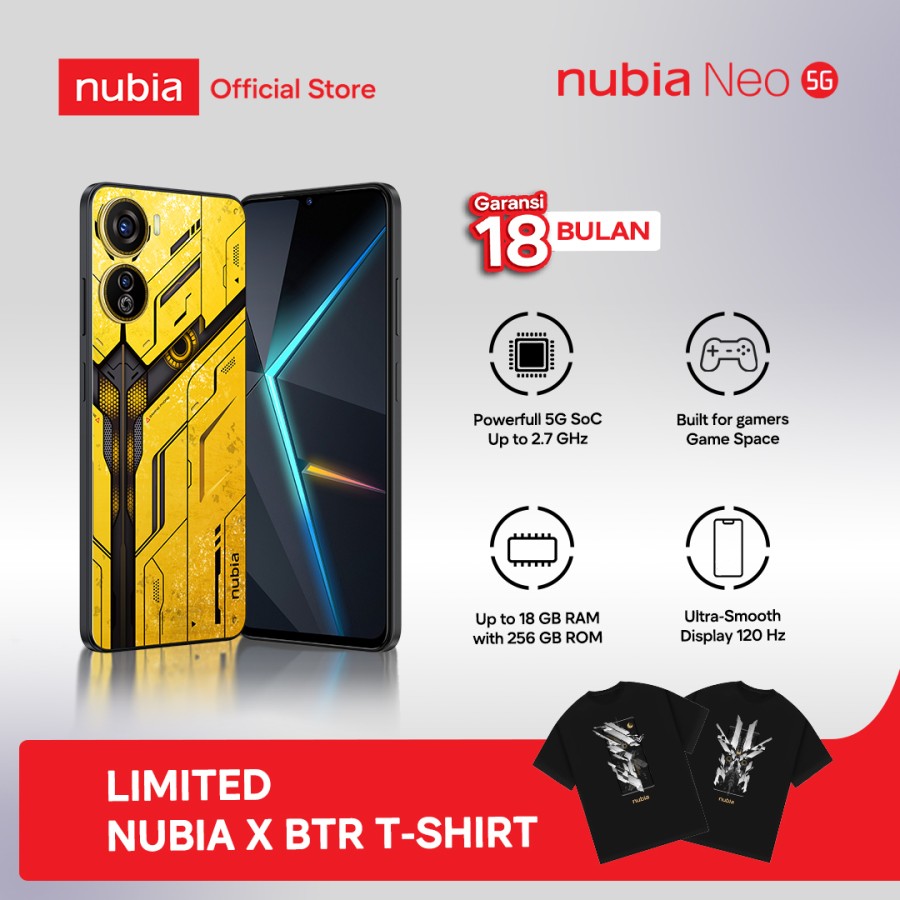 nubia Official Store
nubia Neo 5G
Garansi
18 BULAN
Powerfull 5G SoC
Up to 2.7 GHz
Built for gamers
Game Space
Up to 18 GB RAM
with 256 GB ROM
Ultra-Smooth
Display 120 Hz
nubia
LIMITED
NUBIA X BTR T-SHIRT
nubia
nubia